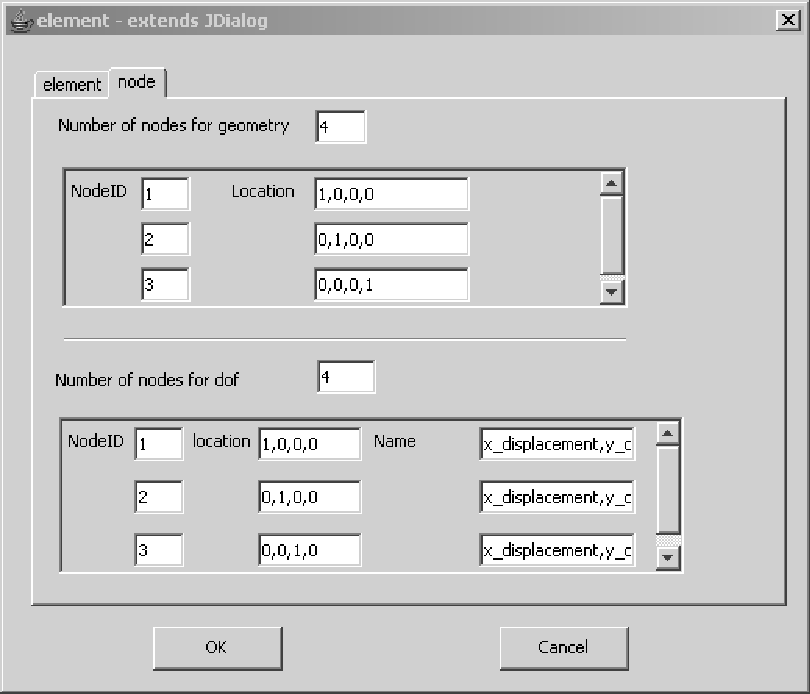 element - extends JDialog
element node
Number of nodes for geometry 4
NodeID 1 Location 1,0,0,0
2 0,1,0,0
3 0,0,0,1
Number of nodes for dof 4
NodeID 1 location 1,0,0,0 Name x_displacement,y_c
2 0,1,0,0 x_displacement,y_c
3 0,0,1,0 x_displacement,y_c
OK Cancel